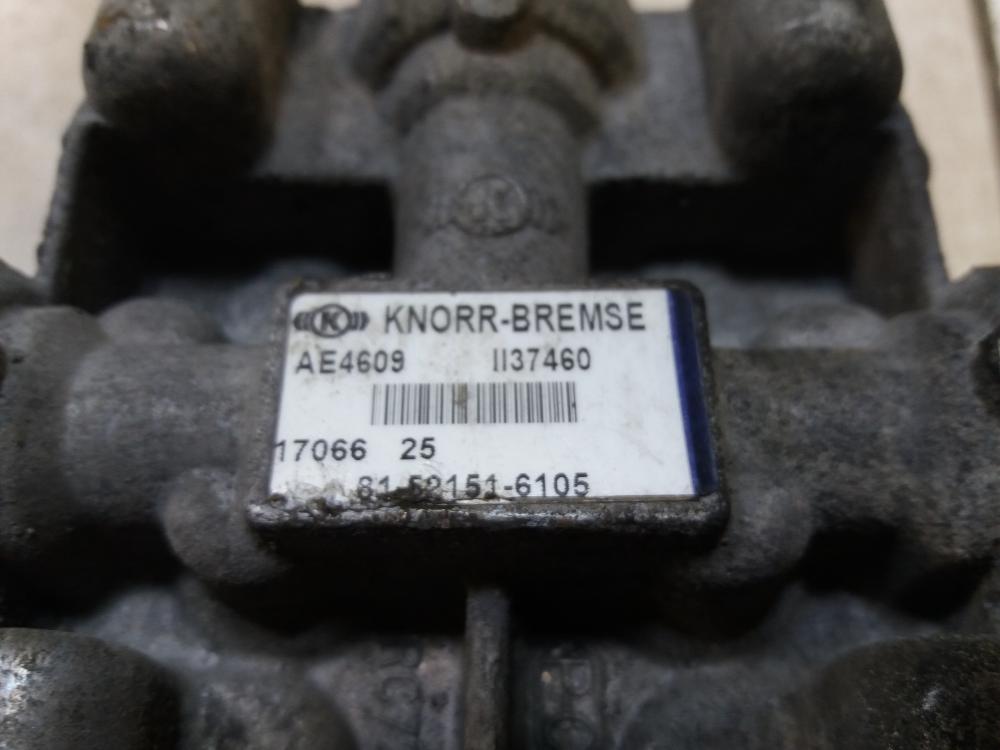 K KNORR-BREMSE
AE4609 II37460
17066 25
81.52151-6105